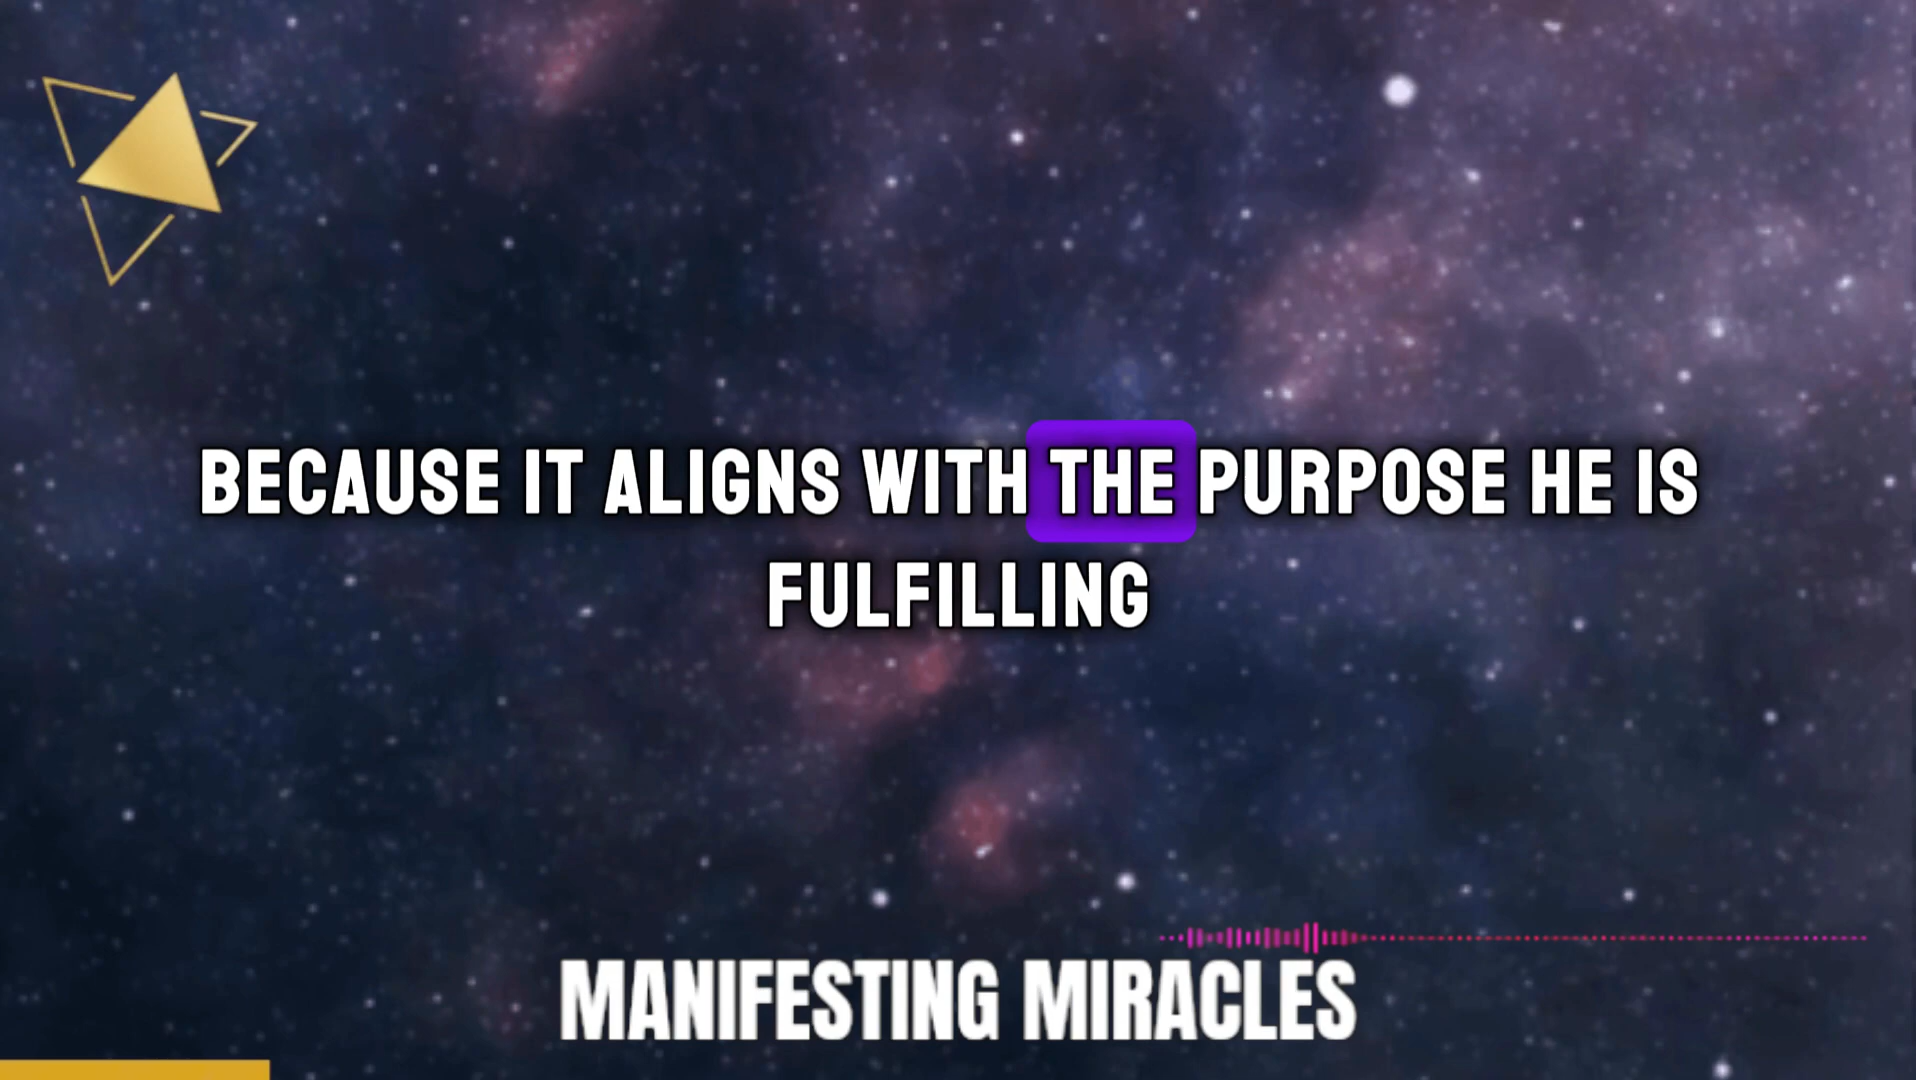 BECAUSE IT ALIGNS WITH THE PURPOSE HE IS
FULFILLING
MANIFESTING MIRACLES